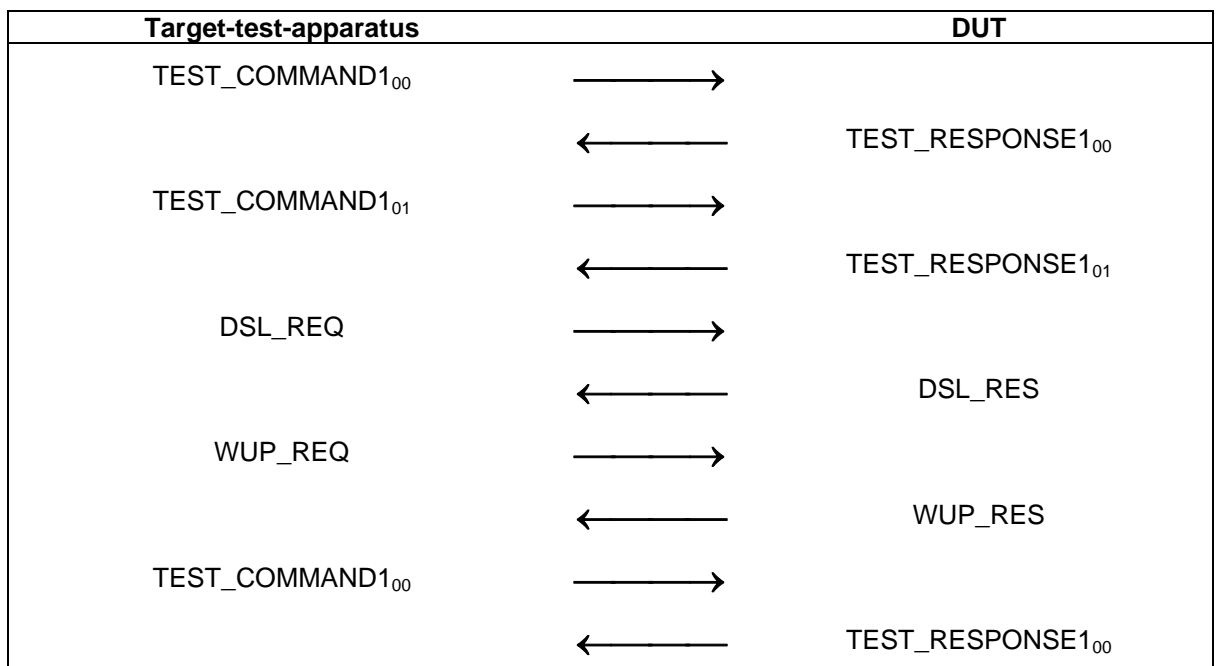 Target-test-apparatus DUT
TEST_COMMAND1₀₀
TEST_RESPONSE1₀₀
TEST_COMMAND1₀₁
TEST_RESPONSE1₀₁
DSL_REQ
DSL_RES
WUP_REQ
WUP_RES
TEST_COMMAND1₀₀
TEST_RESPONSE1₀₀